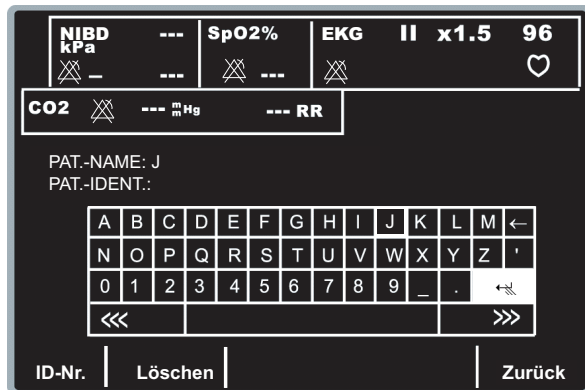 NIBD --- SpO2% EKG II x1.5 96
kPa
– --- ---
CO2 --- mmHg --- RR
PAT.-NAME: J
PAT.-IDENT.:
A B C D E F G H I J K L M ←
N O P Q R S T U V W X Y Z '
0 1 2 3 4 5 6 7 8 9 _ .
<<< >>>
ID-Nr. Löschen Zurück